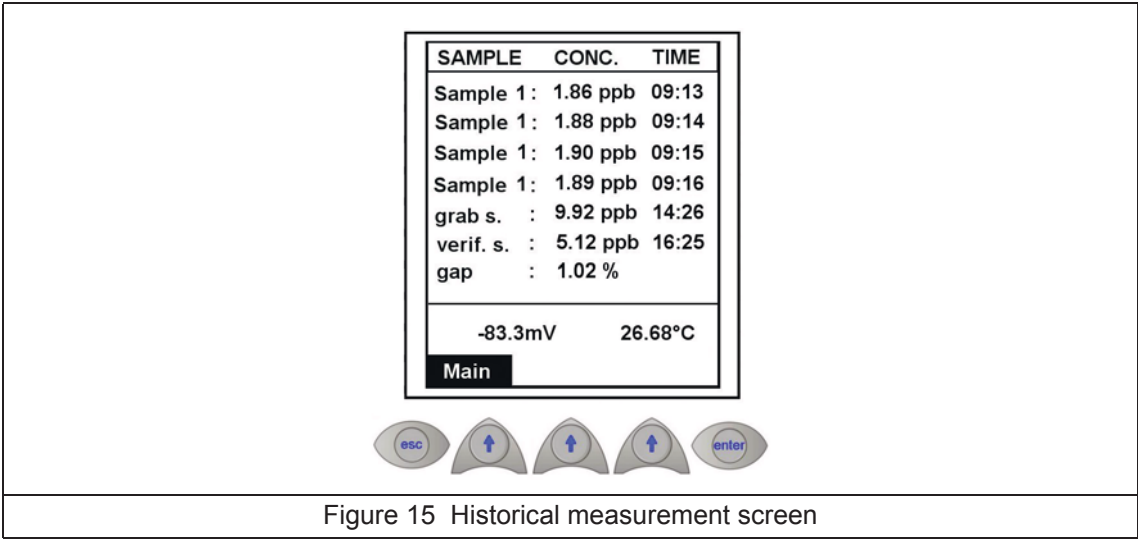 SAMPLE CONC. TIME
Sample 1: 1.86 ppb 09:13
Sample 1: 1.88 ppb 09:14
Sample 1: 1.90 ppb 09:15
Sample 1: 1.89 ppb 09:16
grab s. : 9.92 ppb 14:26
verif. s. : 5.12 ppb 16:25
gap : 1.02 %
-83.3mV 26.68°C
Main
esc enter
Figure 15 Historical measurement screen